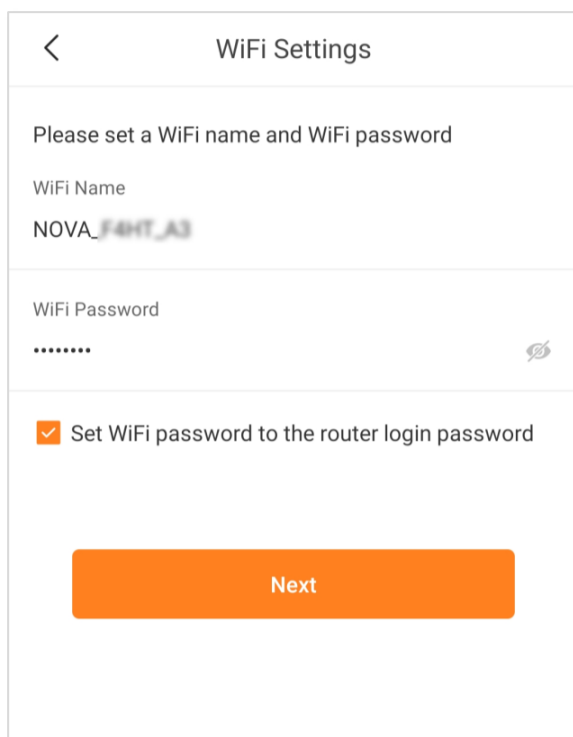 WiFi Settings
Please set a WiFi name and WiFi password
WiFi Name
NOVA_
WiFi Password
••••••••
Set WiFi password to the router login password
Next